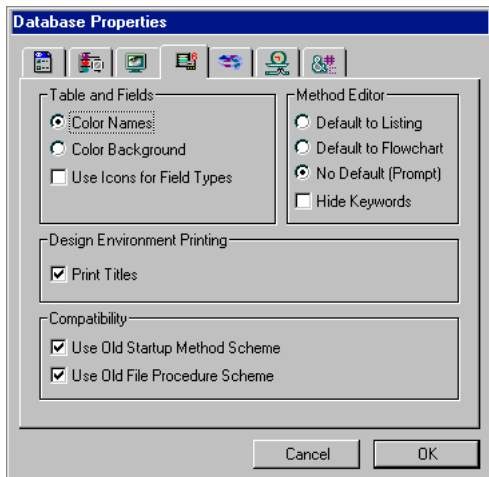 Database Properties
&#
Table and Fields
Color Names
Color Background
Use Icons for Field Types
Method Editor
Default to Listing
Default to Flowchart
No Default (Prompt)
Hide Keywords
Design Environment Printing
Print Titles
Compatibility
Use Old Startup Method Scheme
Use Old File Procedure Scheme
Cancel
OK